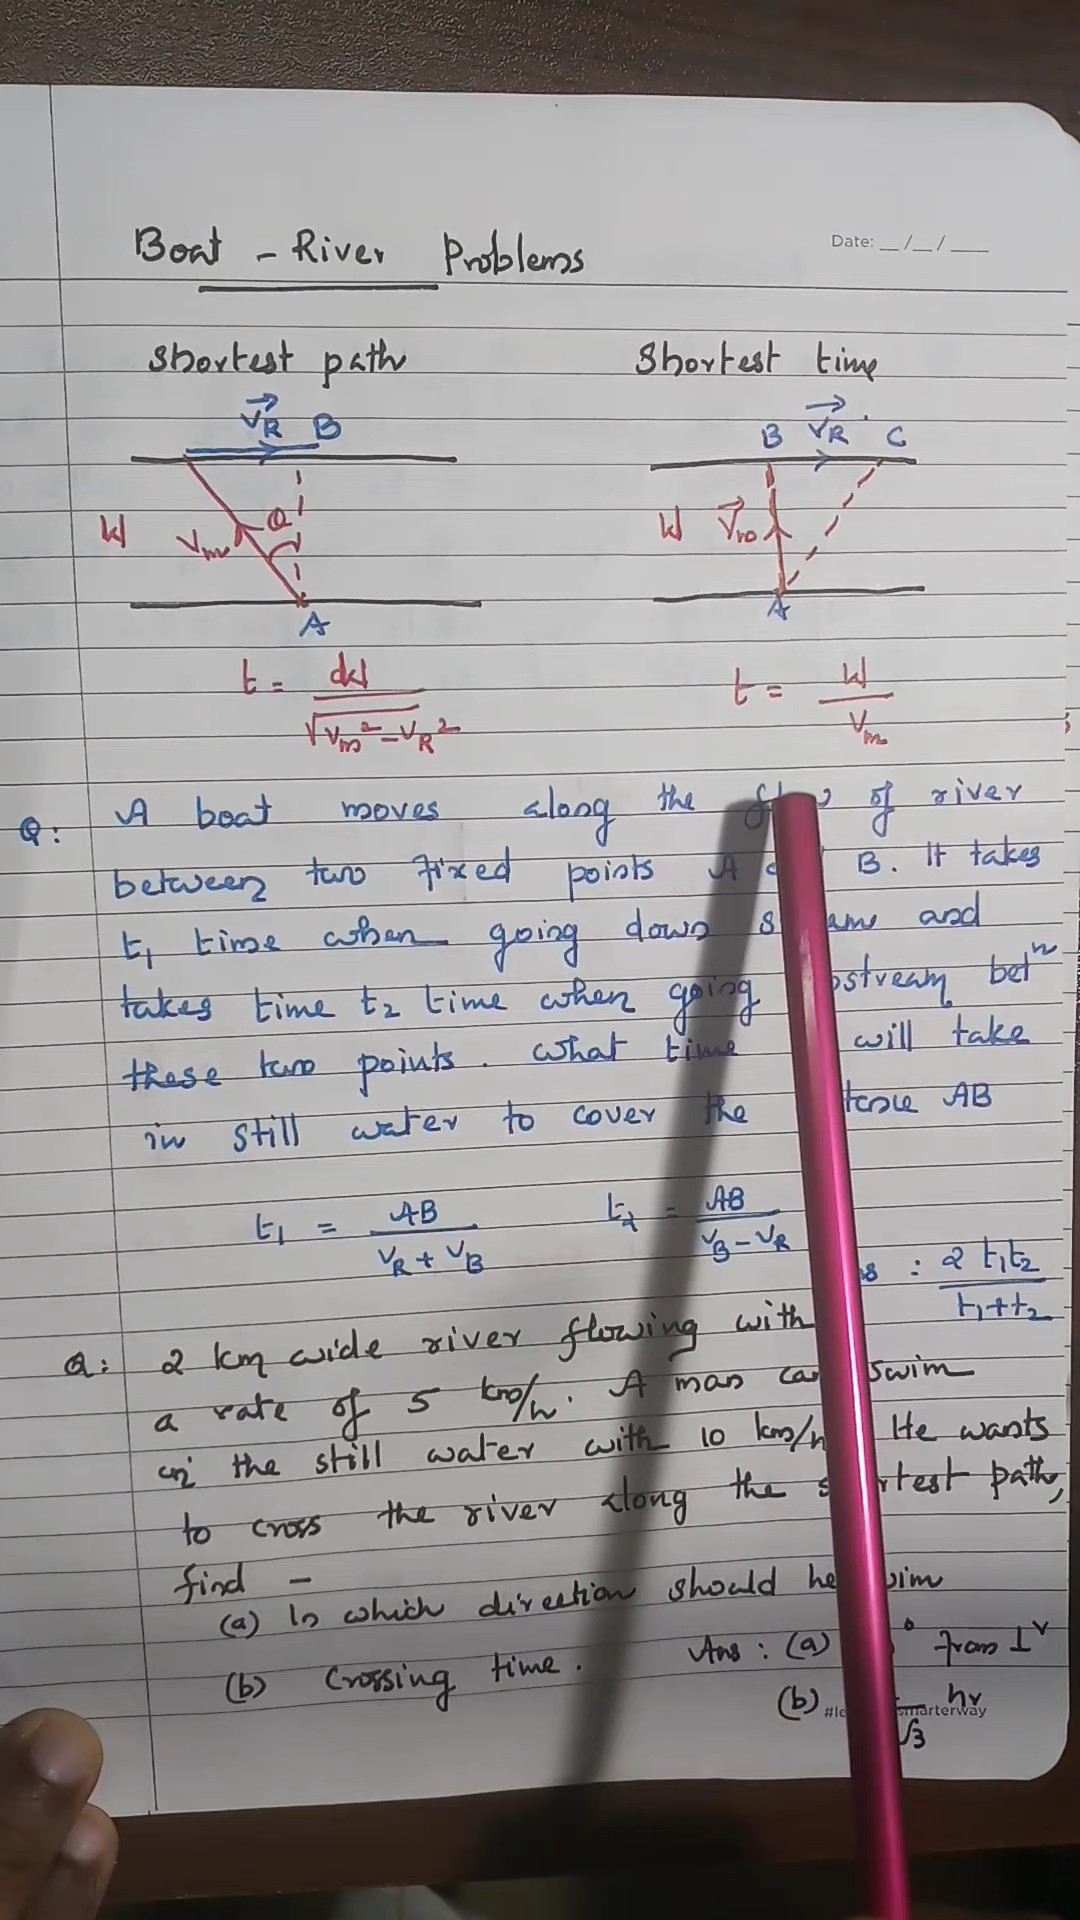 Date: __/__/___
Boat - River Problems
Shortest path
Shortest time
VR B
B VR C
W Vm Q
W Vm
A
A
t = dW / √Vm² - VR²
t = W / Vm
Q: A boat moves along the of river
between two fixed points A B. It takes
t1 time when going down and
takes time t2 time when going betⁿ
these two points. What time will take
in still water to cover the AB
t1 = AB / VR + VB
t2 = AB / VB - VR
: 2 t1t2 / t1+t2
Q: 2 km wide river flowing with
a rate of 5 km/h. A man swim
in the still water with 10 km/h He wants
to cross the river along the path,
find -
(a) In which direction should he
(b) Crossing time.
Ans: (a) ° from ⊥r
(b) √3 hr